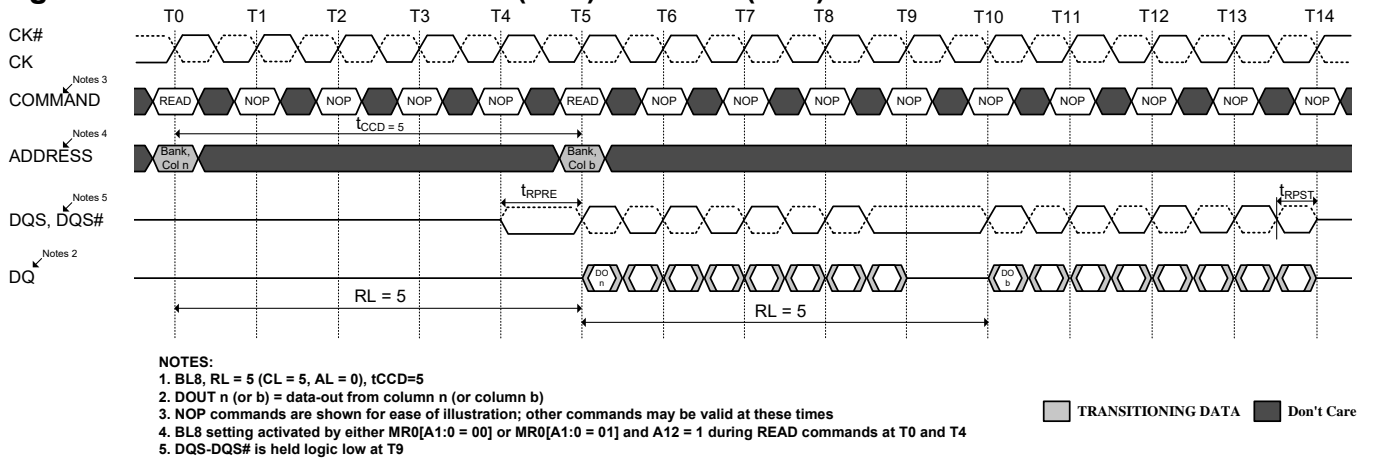 T0 T1 T2 T3 T4 T5 T6 T7 T8 T9 T10 T11 T12 T13 T14
CK#
CK
Notes 3
COMMAND
READ NOP NOP NOP NOP READ NOP NOP NOP NOP NOP NOP NOP NOP NOP
tCCD = 5
Notes 4
ADDRESS
Bank, Col n
Bank, Col b
Notes 5
DQS, DQS#
tRPRE
tRPST
Notes 2
DQ
DO n
DO b
RL = 5
RL = 5
NOTES:
1. BL8, RL = 5 (CL = 5, AL = 0), tCCD=5
2. DOUT n (or b) = data-out from column n (or column b)
3. NOP commands are shown for ease of illustration; other commands may be valid at these times
4. BL8 setting activated by either MR0[A1:0 = 00] or MR0[A1:0 = 01] and A12 = 1 during READ commands at T0 and T4
5. DQS-DQS# is held logic low at T9
TRANSITIONING DATA
Don't Care